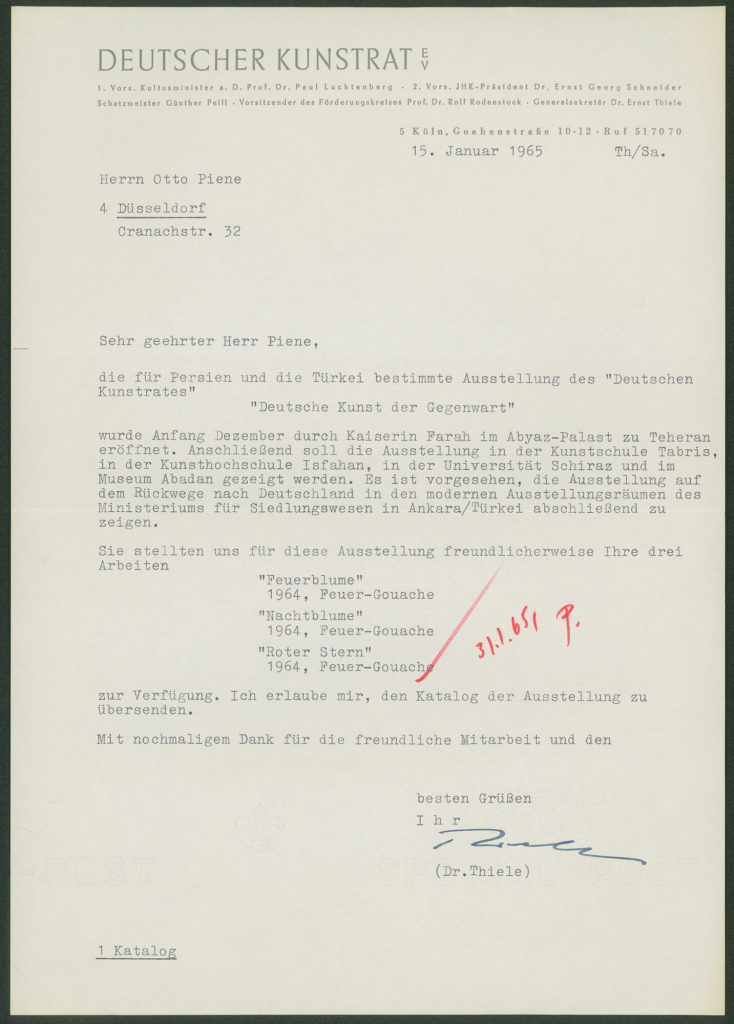 DEUTSCHER KUNSTRAT EV
1. Vors. Kultusminister a. D. Prof. Dr. Paul Luchtenberg · 2. Vors. JHK-Präsident Dr. Ernst Georg Schneider
Schatzmeister Günther Peill · Vorsitzender des Förderungskreises Prof. Dr. Rolf Rodenstock · Generalsekretär Dr. Ernst Thiele
5 Köln, Goebenstraße 10-12 · Ruf 517070
15. Januar 1965 Th/Sa.
Herrn Otto Piene
4 Düsseldorf
Cranachstr. 32
Sehr geehrter Herr Piene,
die für Persien und die Türkei bestimmte Ausstellung des "Deutschen
Kunstrates"
"Deutsche Kunst der Gegenwart"
wurde Anfang Dezember durch Kaiserin Farah im Abyaz-Palast zu Teheran
eröffnet. Anschließend soll die Ausstellung in der Kunstschule Tabris,
in der Kunsthochschule Isfahan, in der Universität Schiraz und im
Museum Abadan gezeigt werden. Es ist vorgesehen, die Ausstellung auf
dem Rückwege nach Deutschland in den modernen Ausstellungsräumen des
Ministeriums für Siedlungswesen in Ankara/Türkei abschließend zu
zeigen.
Sie stellten uns für diese Ausstellung freundlicherweise Ihre drei
Arbeiten
"Feuerblume"
1964, Feuer-Gouache
"Nachtblume"
1964, Feuer-Gouache
31.1.65, P.
"Roter Stern"
1964, Feuer-Gouache
zur Verfügung. Ich erlaube mir, den Katalog der Ausstellung zu
übersenden.
Mit nochmaligem Dank für die freundliche Mitarbeit und den
besten Grüßen
I h r
Thiele
(Dr.Thiele)
1 Katalog